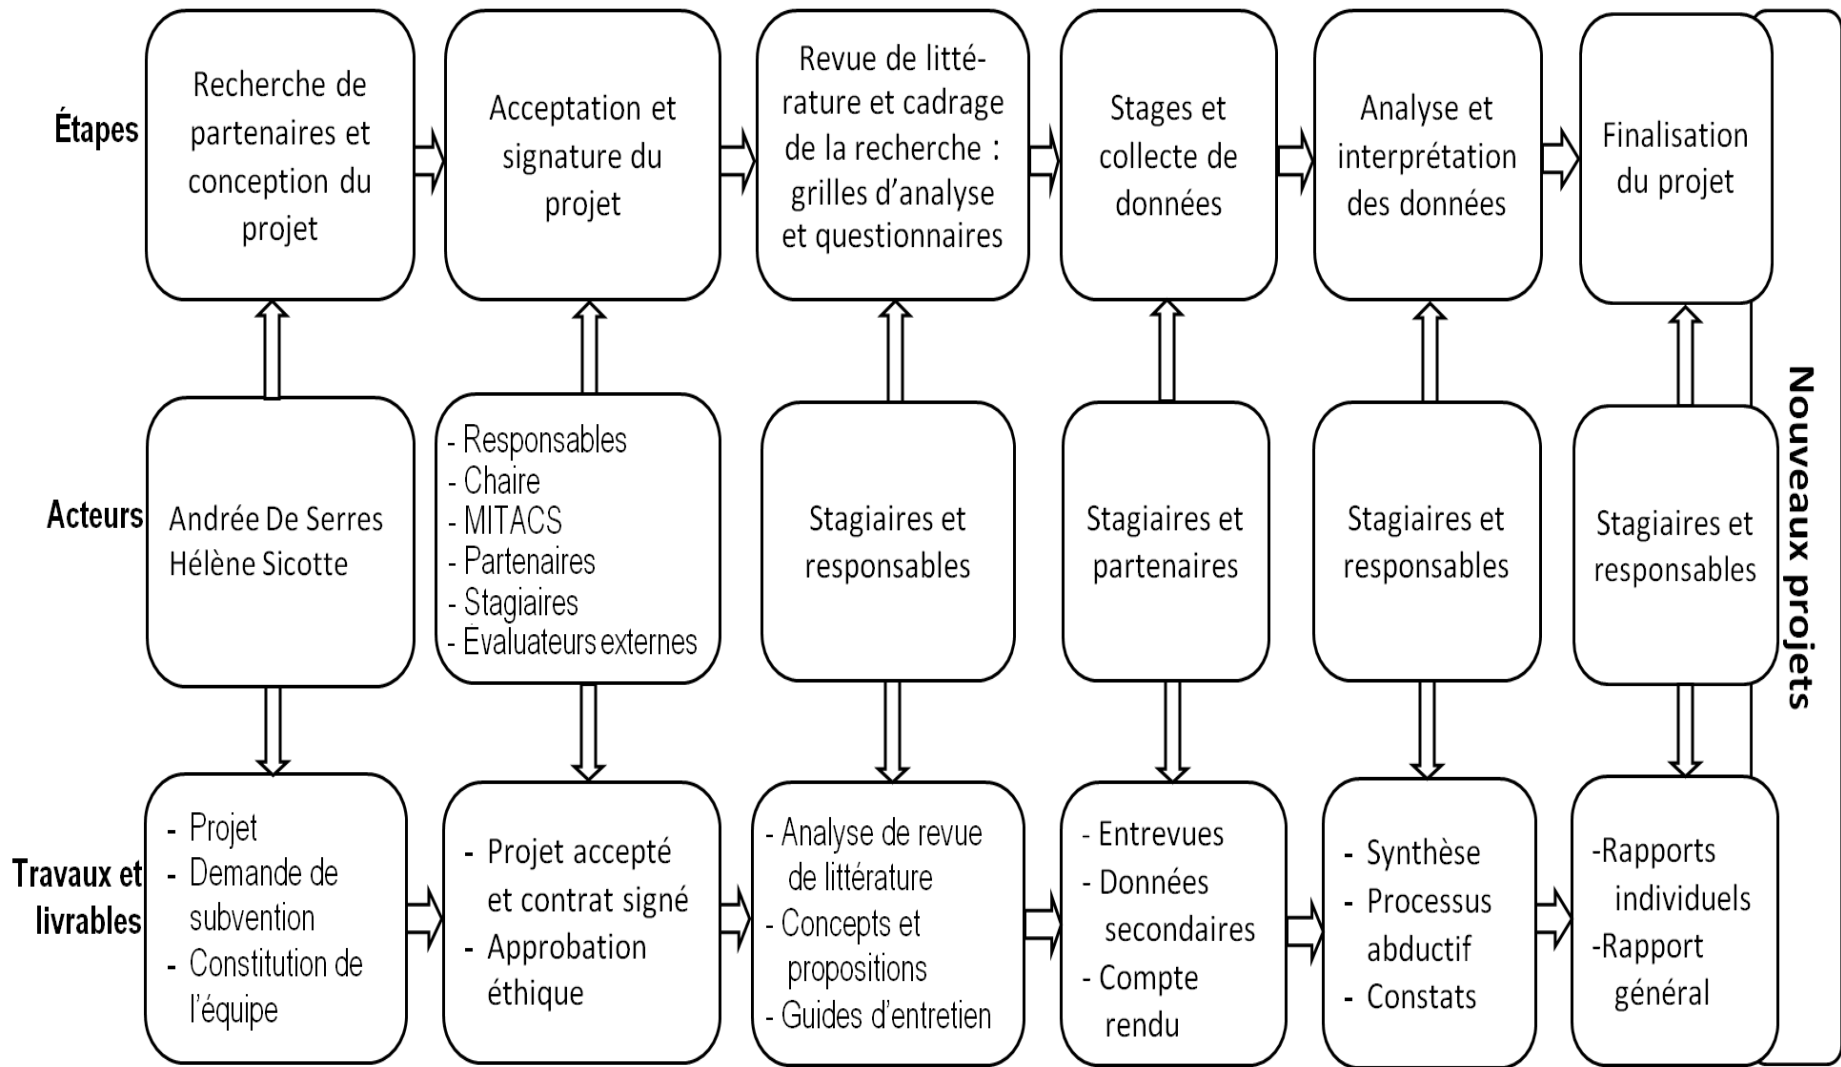 Étapes
Recherche de
partenaires et
conception du
projet
Acceptation et
signature du
projet
Revue de litté-
rature et cadrage
de la recherche :
grilles d'analyse
et questionnaires
Stages et
collecte de
données
Analyse et
interprétation
des données
Finalisation
du projet
Acteurs
Andrée De Serres
Hélène Sicotte
- Responsables
- Chaire
- MITACS
- Partenaires
- Stagiaires
- Évaluateurs externes
Stagiaires et
responsables
Stagiaires et
partenaires
Stagiaires et
responsables
Stagiaires et
responsables
Travaux et
livrables
- Projet
- Demande de
subvention
- Constitution de
l'équipe
- Projet accepté
et contrat signé
- Approbation
éthique
- Analyse de revue
de littérature
- Concepts et
propositions
- Guides d'entretien
- Entrevues
- Données
secondaires
- Compte
rendu
- Synthèse
- Processus
abductif
- Constats
-Rapports
individuels
-Rapport
général
Nouveaux projets